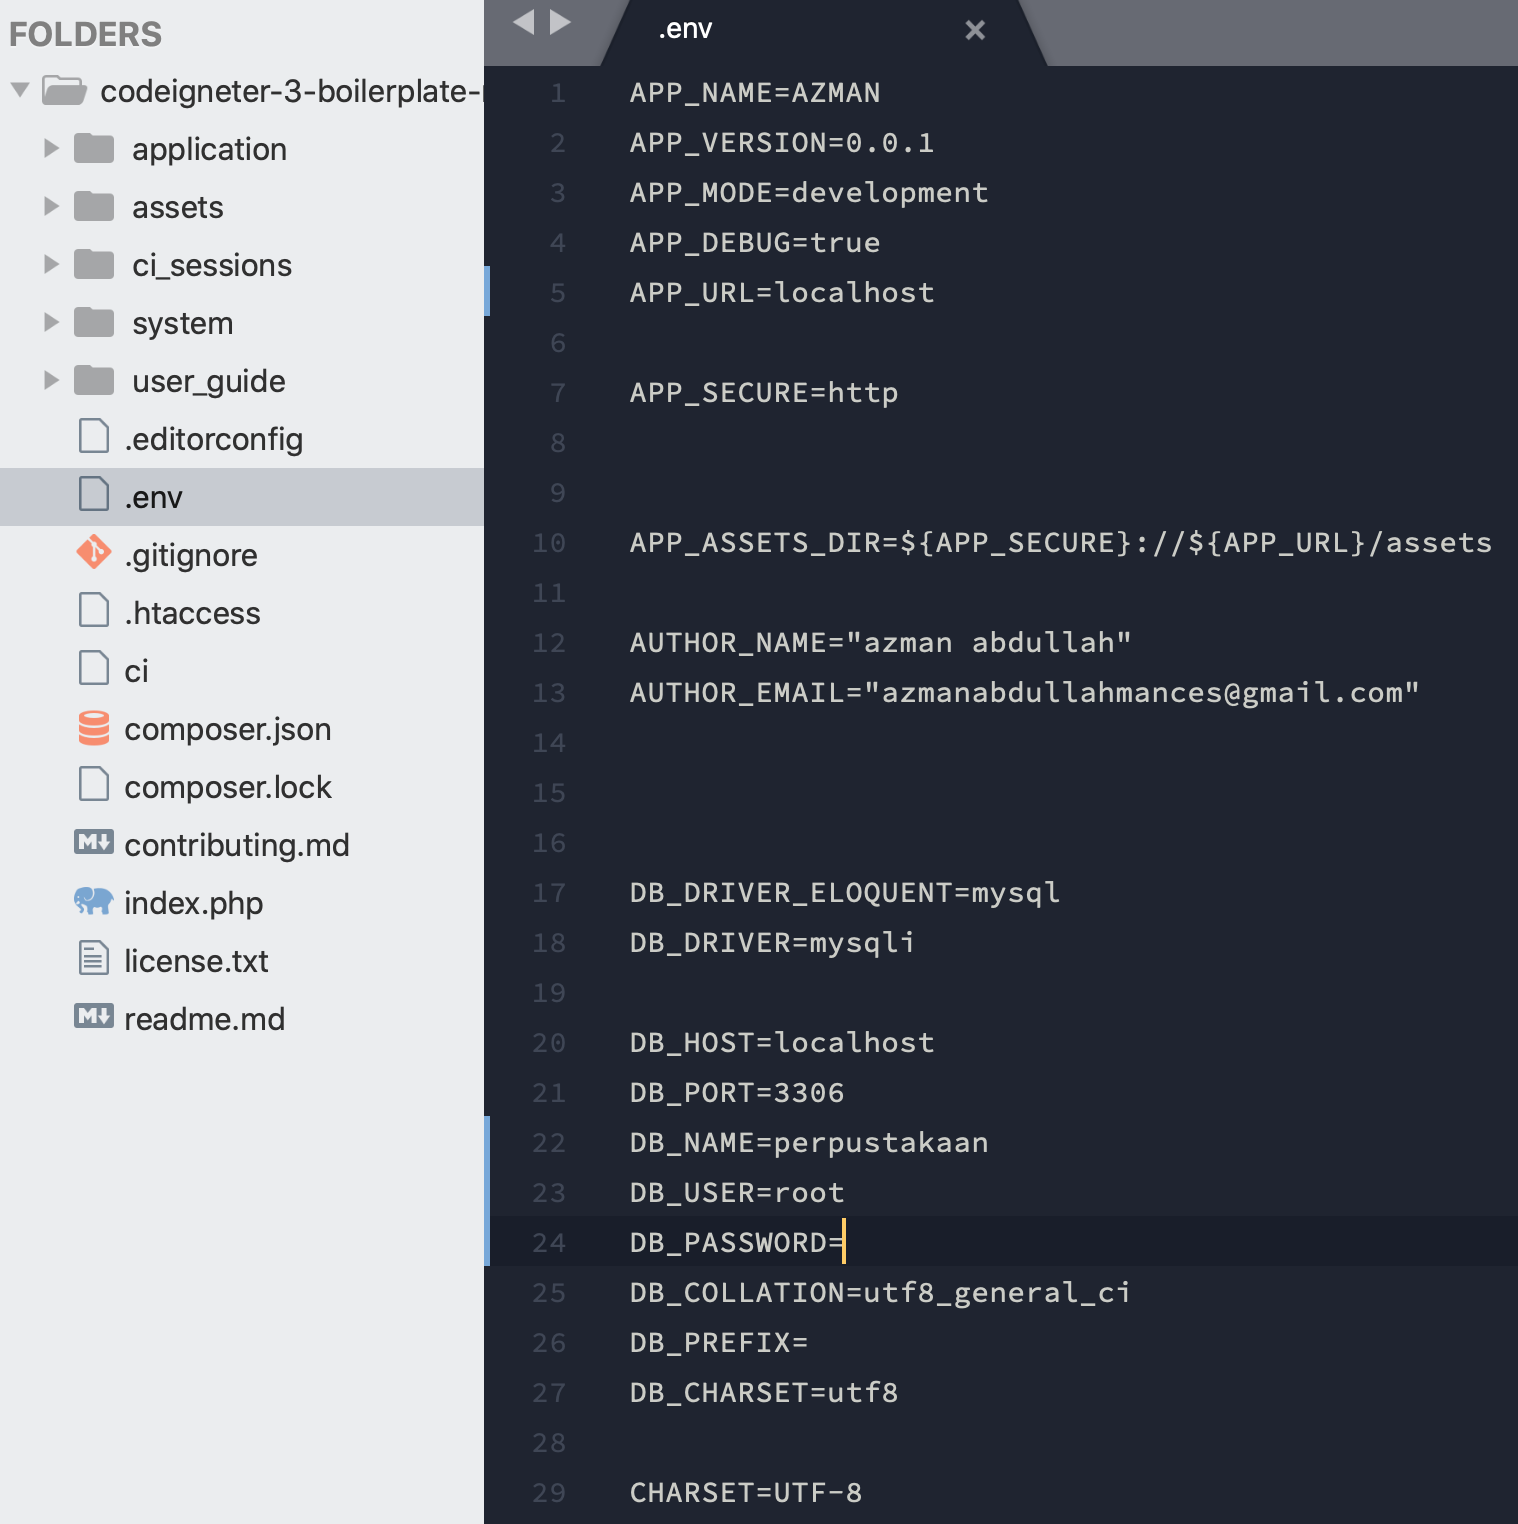 FOLDERS
codeigneter-3-boilerplate-
application
assets
ci_sessions
system
user_guide
.editorconfig
.env
.gitignore
.htaccess
ci
composer.json
composer.lock
contributing.md
index.php
license.txt
readme.md
.env
1 APP_NAME=AZMAN
2 APP_VERSION=0.0.1
3 APP_MODE=development
4 APP_DEBUG=true
5 APP_URL=localhost
6
7 APP_SECURE=http
8
9
10 APP_ASSETS_DIR=${APP_SECURE}://${APP_URL}/assets
11
12 AUTHOR_NAME="azman abdullah"
13 AUTHOR_EMAIL="azmanabdullahmances@gmail.com"
14
15
16
17 DB_DRIVER_ELOQUENT=mysql
18 DB_DRIVER=mysqli
19
20 DB_HOST=localhost
21 DB_PORT=3306
22 DB_NAME=perpustakaan
23 DB_USER=root
24 DB_PASSWORD=
25 DB_COLLATION=utf8_general_ci
26 DB_PREFIX=
27 DB_CHARSET=utf8
28
29 CHARSET=UTF-8